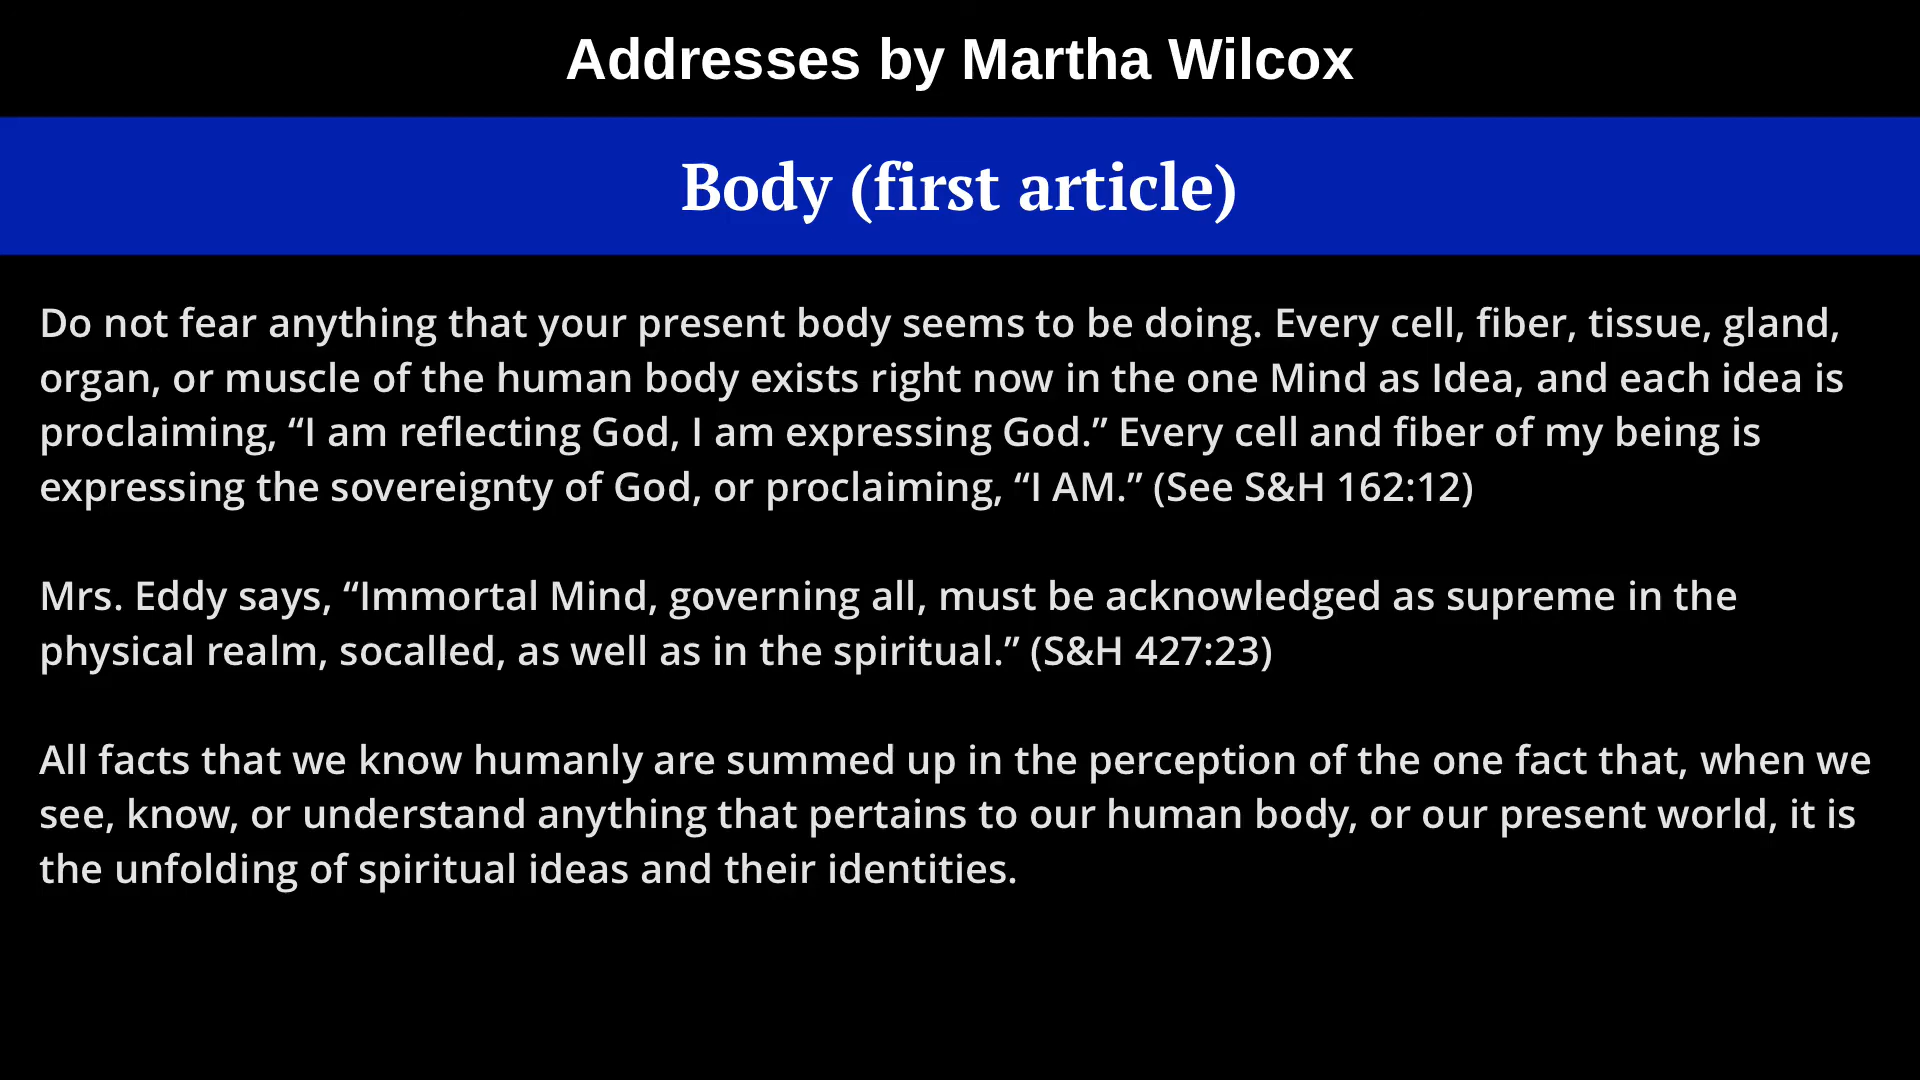 Addresses by Martha Wilcox
Body (first article)
Do not fear anything that your present body seems to be doing. Every cell, fiber, tissue, gland,
organ, or muscle of the human body exists right now in the one Mind as Idea, and each idea is
proclaiming, “I am reflecting God, I am expressing God.” Every cell and fiber of my being is
expressing the sovereignty of God, or proclaiming, “I AM.” (See S&H 162:12)
Mrs. Eddy says, “Immortal Mind, governing all, must be acknowledged as supreme in the
physical realm, socalled, as well as in the spiritual.” (S&H 427:23)
All facts that we know humanly are summed up in the perception of the one fact that, when we
see, know, or understand anything that pertains to our human body, or our present world, it is
the unfolding of spiritual ideas and their identities.